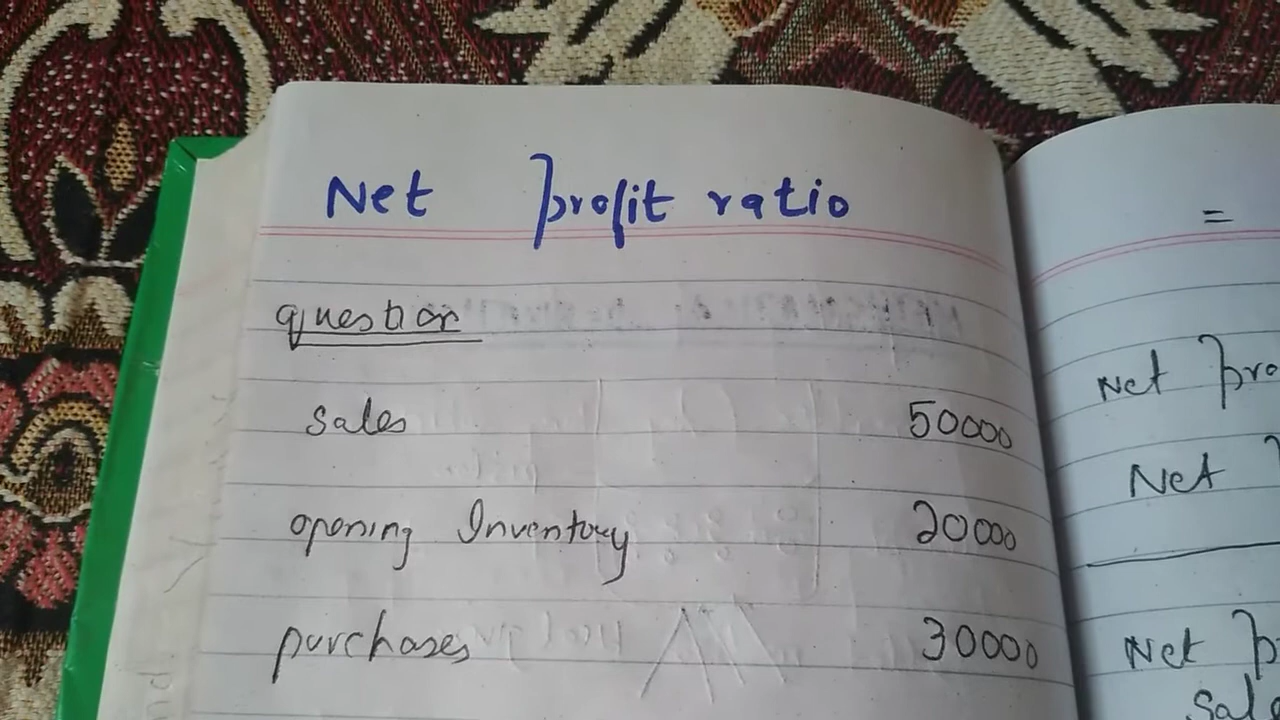 Net profit ratio
question
sales 50000
opening Inventory 20000
purchases 30000
=
Net pro
Net
Net p
Sal